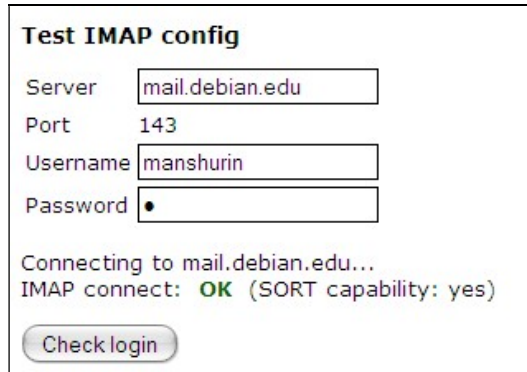 Test IMAP config
Server mail.debian.edu
Port 143
Username manshurin
Password •
Connecting to mail.debian.edu...
IMAP connect: OK (SORT capability: yes)
Check login